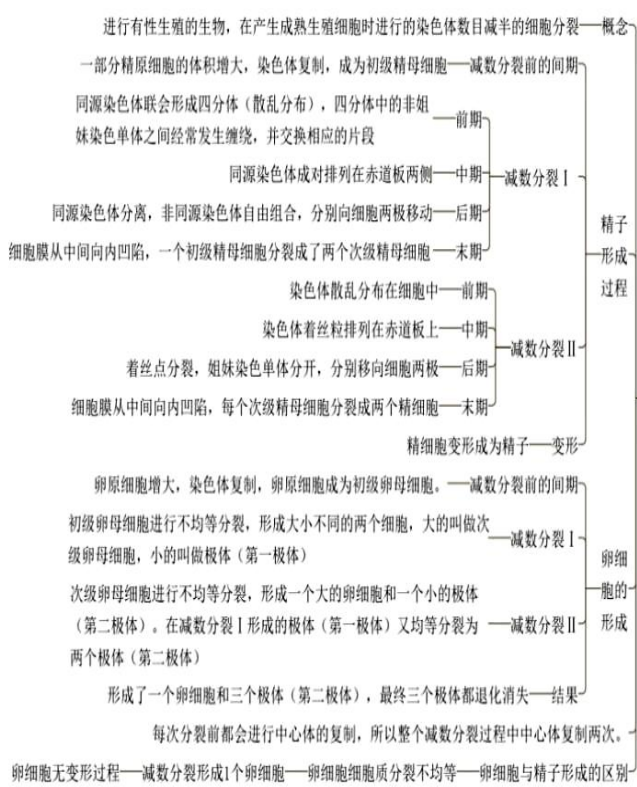 进行有性生殖的生物，在产生成熟生殖细胞时进行的染色体数目减半的细胞分裂 概念
一部分精原细胞的体积增大，染色体复制，成为初级精母细胞 减数分裂前的间期
同源染色体联会形成四分体（散乱分布），四分体中的非姐
妹染色单体之间经常发生缠绕，并交换相应的片段
前期
同源染色体成对排列在赤道板两侧 中期
减数分裂Ⅰ
同源染色体分离，非同源染色体自由组合，分别向细胞两极移动 后期
细胞膜从中间向内凹陷，一个初级精母细胞分裂成了两个次级精母细胞 末期
精子
形成
过程
染色体散乱分布在细胞中 前期
染色体着丝粒排列在赤道板上 中期
减数分裂Ⅱ
着丝点分裂，姐妹染色单体分开，分别移向细胞两极 后期
细胞膜从中间向内凹陷，每个次级精母细胞分裂成两个精细胞 末期
精细胞变形成为精子 变形
卵原细胞增大，染色体复制，卵原细胞成为初级卵母细胞。 减数分裂前的间期
初级卵母细胞进行不均等分裂，形成大小不同的两个细胞，大的叫做次
级卵母细胞，小的叫做极体（第一极体）
减数分裂Ⅰ
卵细
胞的
形成
次级卵母细胞进行不均等分裂，形成一个大的卵细胞和一个小的极体
（第二极体）。在减数分裂Ⅰ形成的极体（第一极体）又均等分裂为
两个极体（第二极体）
减数分裂Ⅱ
形成了一个卵细胞和三个极体（第二极体），最终三个极体都退化消失 结果
每次分裂前都会进行中心体的复制，所以整个减数分裂过程中中心体复制两次。
卵细胞无变形过程 减数分裂形成1个卵细胞 卵细胞细胞质分裂不均等 卵细胞与精子形成的区别